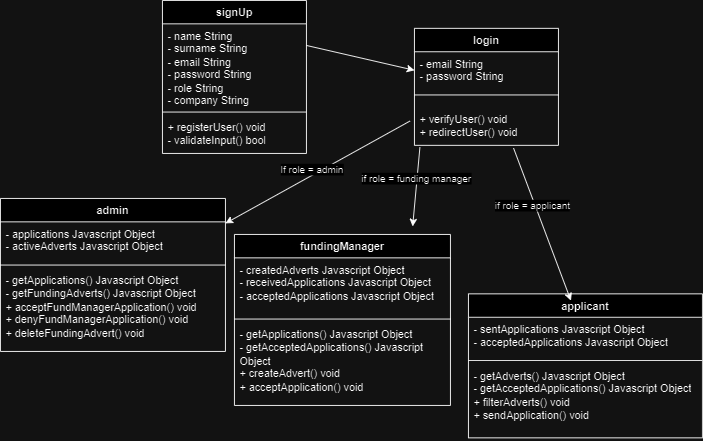 signUp
- name String
- surname String
- email String
- password String
- role String
- company String
+ registerUser() void
- validateInput() bool
login
- email String
- password String
+ verifyUser() void
+ redirectUser() void
If role = admin
if role = funding manager
if role = applicant
admin
- applications Javascript Object
- activeAdverts Javascript Object
- getApplications() Javascript Object
- getFundingAdverts() Javascript Object
+ acceptFundManagerApplication() void
+ denyFundManagerApplication() void
+ deleteFundingAdvert() void
fundingManager
- createdAdverts Javascript Object
- receivedApplications Javascript Object
- acceptedApplications Javascript Object
- getApplications() Javascript Object
- getAcceptedApplications() Javascript
Object
+ createAdvert() void
+ acceptApplication() void
applicant
- sentApplications Javascript Object
- acceptedApplications Javascript Object
- getAdverts() Javascript Object
- getAcceptedApplications() Javascript Object
+ filterAdverts() void
+ sendApplication() void